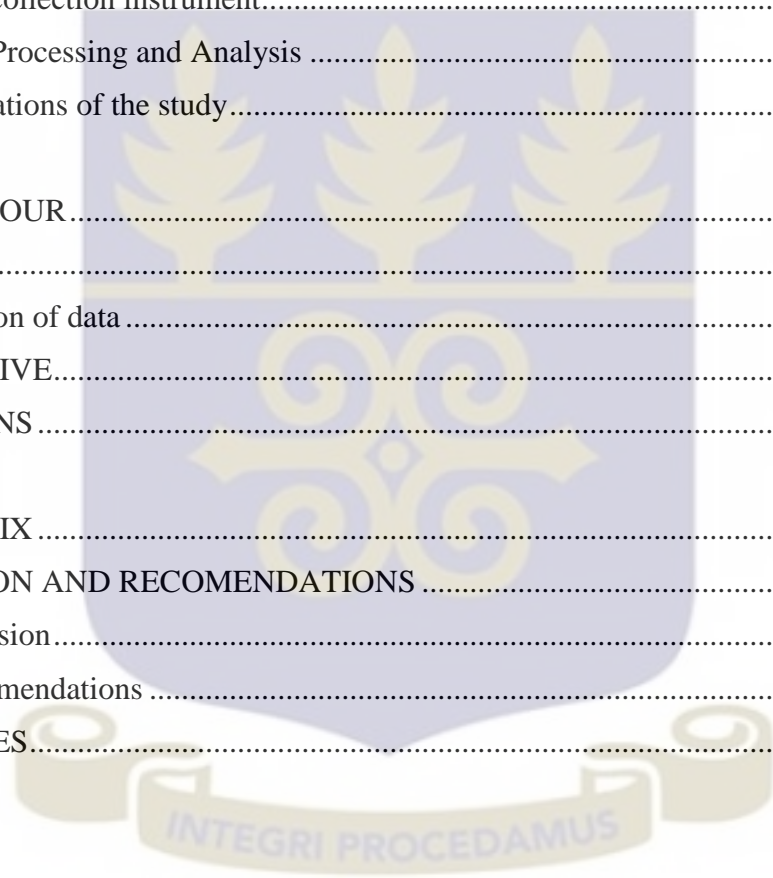 collection instrument..........................................................................
Processing and Analysis ....................................................................
ations of the study...............................................................................
OUR.......................................................................................................
................................................................................................................
on of data ..............................................................................................
IVE..........................................................................................................
NS ............................................................................................................
IX .............................................................................................................
ON AND RECOMENDATIONS ....................................................
sion..........................................................................................................
mendations ...........................................................................................
ES.............................................................................................................
INTEGRI PROCEDAMUS